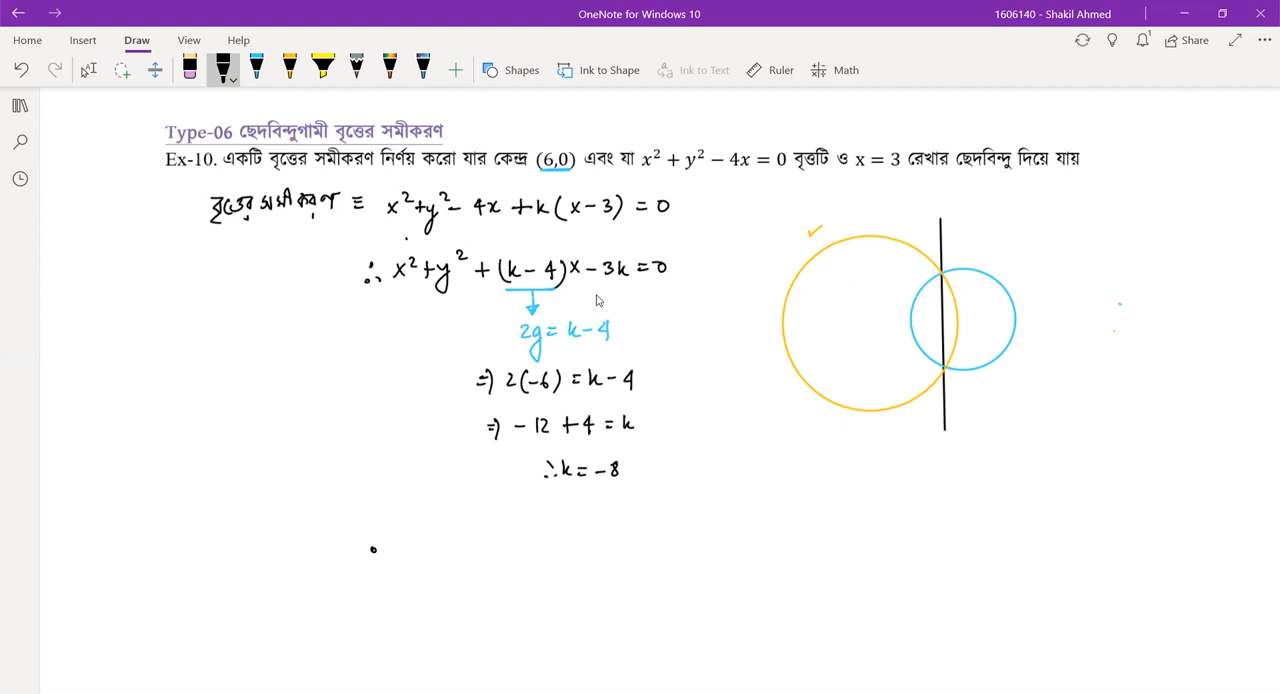 OneNote for Windows 10
1606140 - Shakil Ahmed
Home Insert Draw View Help
1 Share
Shapes Ink to Shape Ink to Text Ruler Math
Type-06 ছেদবিন্দুগামী বৃত্তের সমীকরণ
Ex-10. একটি বৃত্তের সমীকরণ নির্ণয় করো যার কেন্দ্র (6,0) এবং যা x² + y² − 4x = 0 বৃত্তটি ও x = 3 রেখার ছেদবিন্দু দিয়ে যায়
বৃত্তের সমীকরণ ≡ x²+y²- 4x + k(x-3) = 0
∴ x²+y² + (k-4)x - 3k = 0
2g = k-4
⇒ 2(-6) = k-4
⇒ -12 + 4 = k
∴ k = -8